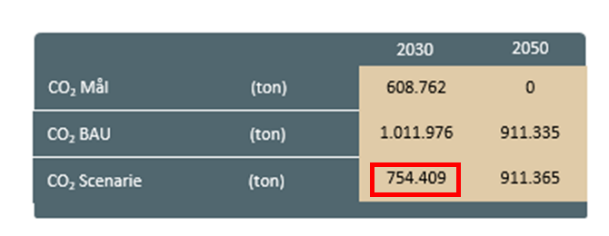 2030 2050
CO₂ Mål (ton) 608.762 0
CO₂ BAU (ton) 1.011.976 911.335
CO₂ Scenarie (ton) 754.409 911.365